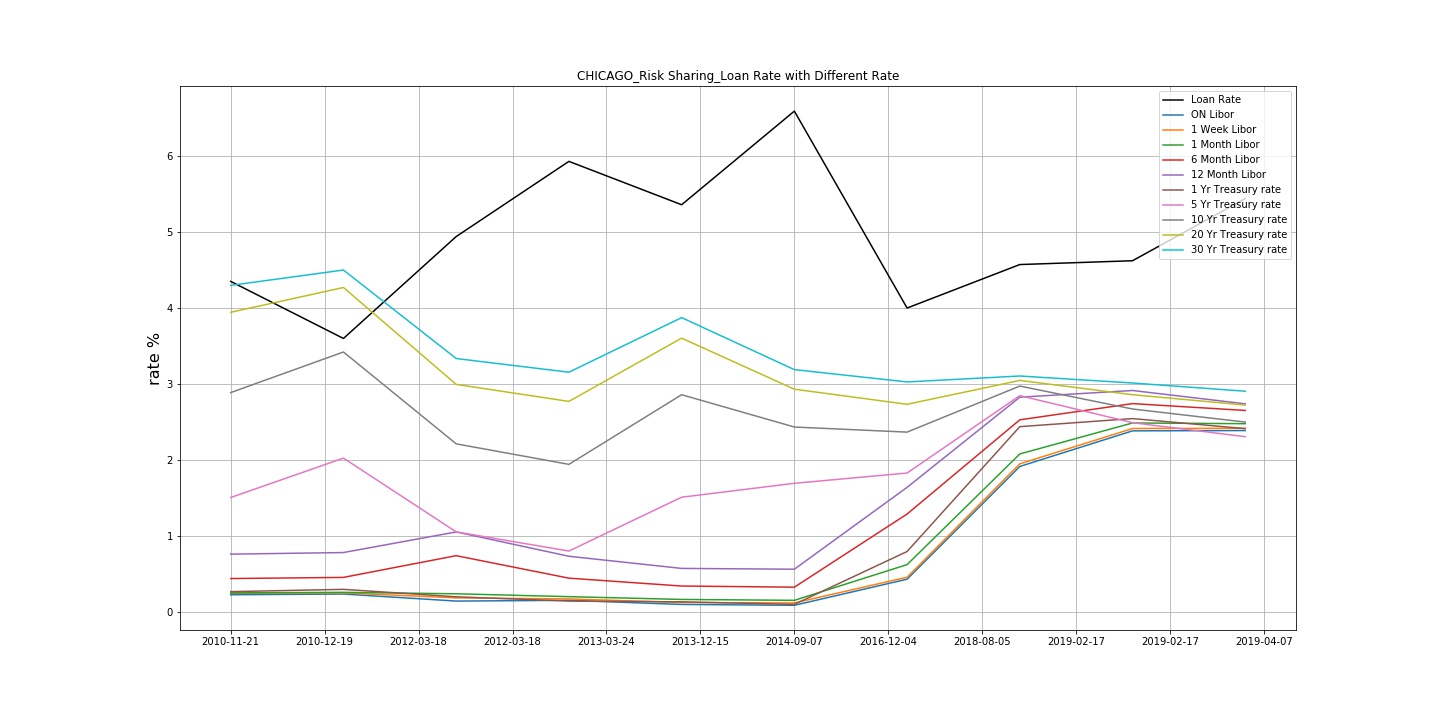 CHICAGO_Risk Sharing_Loan Rate with Different Rate
Loan Rate
ON Libor
1 Week Libor
1 Month Libor
6 Month Libor
12 Month Libor
1 Yr Treasury rate
5 Yr Treasury rate
10 Yr Treasury rate
20 Yr Treasury rate
30 Yr Treasury rate
rate %
6
5
4
3
2
1
0
2010-11-21 2010-12-19 2012-03-18 2012-03-18 2013-03-24 2013-12-15 2014-09-07 2016-12-04 2018-08-05 2019-02-17 2019-02-17 2019-04-07